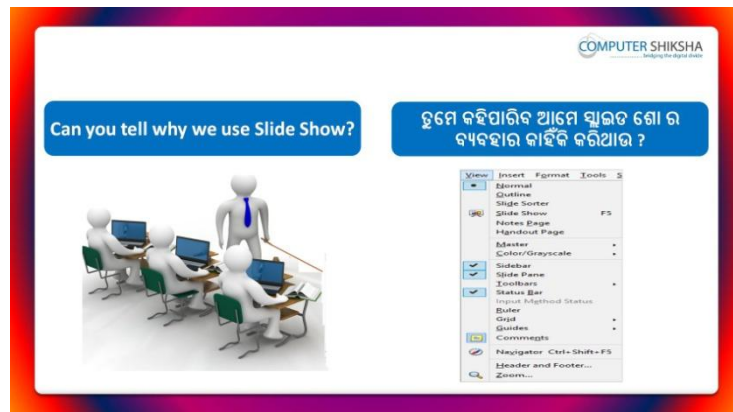 COMPUTER SHIKSHA
bridging the digital divide
Can you tell why we use Slide Show?
ତୁମେ କହିପାରିବ ଆମେ ସ୍ଲାଇଡ ଶୋ ର
ବ୍ୟବହାର କାହିଁକି କରିଥାଉ ?
View Insert Format Tools S
Normal
Outline
Slide Sorter
Slide Show F5
Notes Page
Handout Page
Master
Color/Grayscale
Sidebar
Slide Pane
Toolbars
Status Bar
Input Method Status
Ruler
Grid
Guides
Comments
Navigator Ctrl+Shift+F5
Header and Footer...
Zoom...